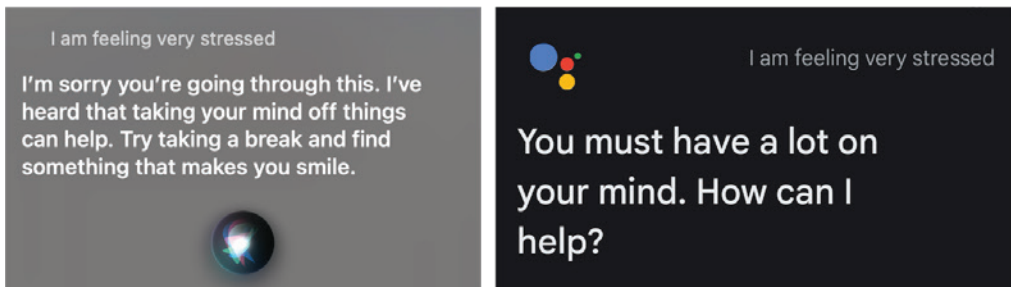 I am feeling very stressed
I'm sorry you're going through this. I've
heard that taking your mind off things
can help. Try taking a break and find
something that makes you smile.
I am feeling very stressed
You must have a lot on
your mind. How can I
help?